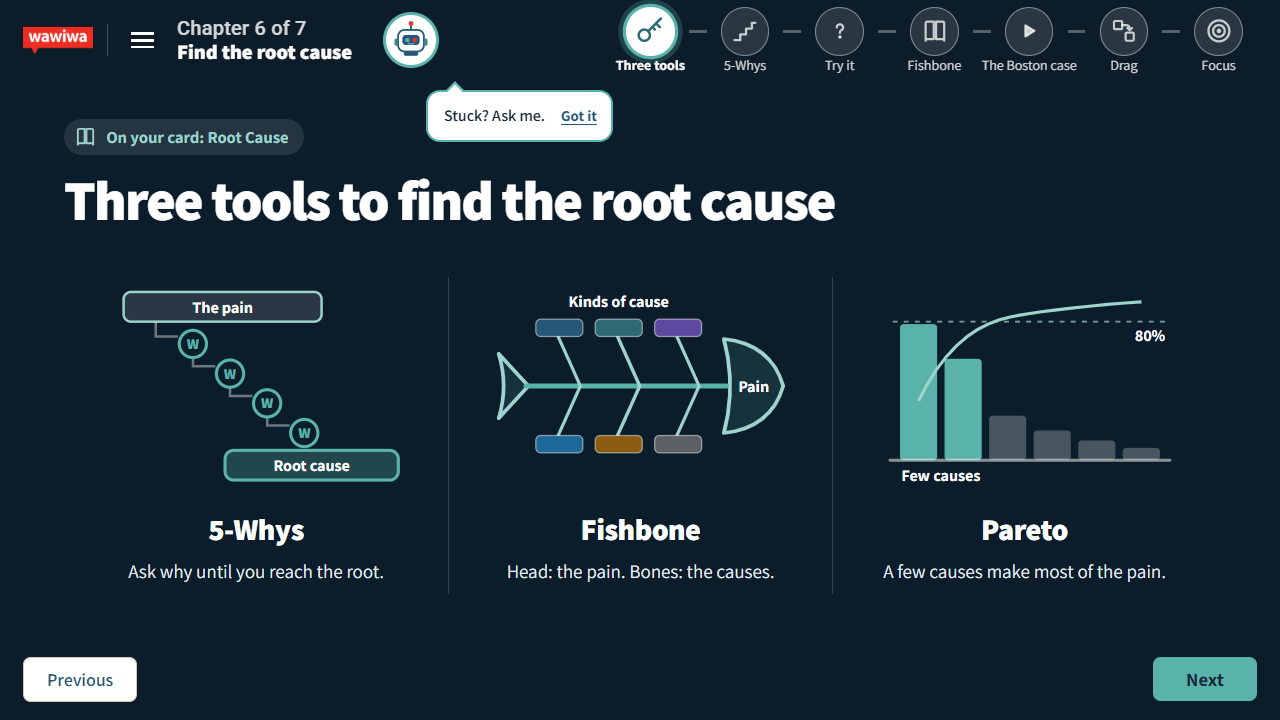 wawiwa
Chapter 6 of 7
Find the root cause
Three tools
5-Whys
?
Try it
Fishbone
The Boston case
Drag
Focus
Stuck? Ask me. Got it
On your card: Root Cause
Three tools to find the root cause
The pain
W
W
W
W
Root cause
Kinds of cause
Pain
80%
Few causes
5-Whys
Ask why until you reach the root.
Fishbone
Head: the pain. Bones: the causes.
Pareto
A few causes make most of the pain.
Previous
Next